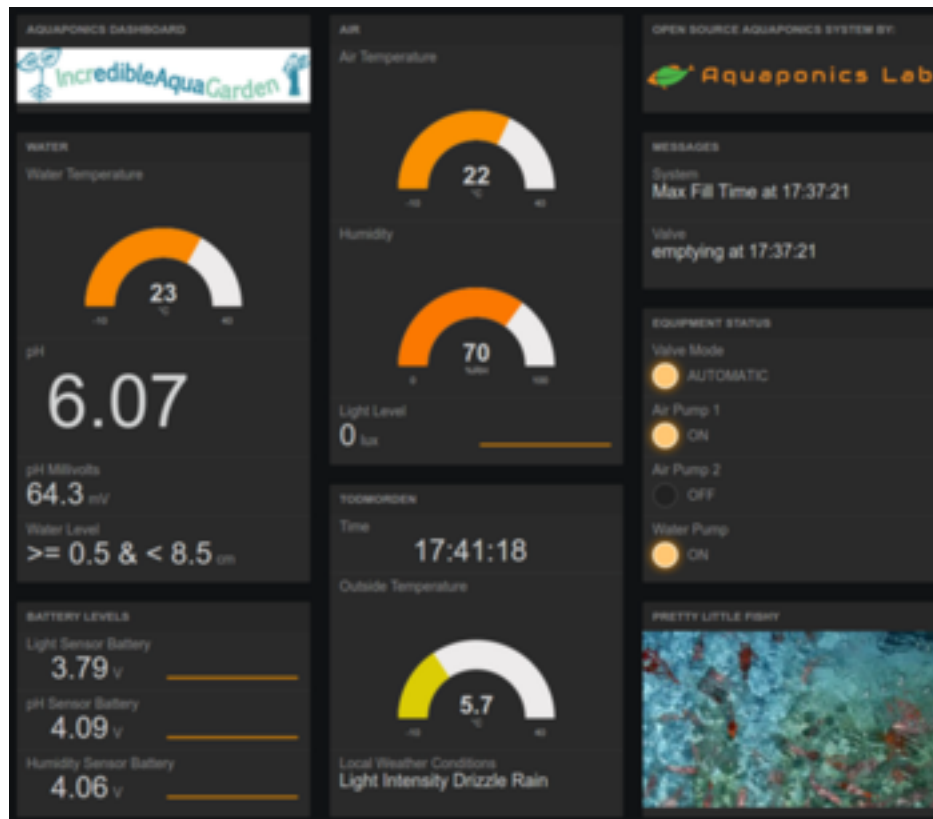 AQUAPONICS DASHBOARD
IncredibleAquaGarden
WATER
Water Temperature
23
°C
-10
40
pH
6.07
pH Millivolts
64.3 mV
Water Level
>= 0.5 & < 8.5 cm
BATTERY LEVELS
Light Sensor Battery
3.79 V
pH Sensor Battery
4.09 V
Humidity Sensor Battery
4.06 V
AIR
Air Temperature
22
°C
-10
40
Humidity
70
%RH
0
100
Light Level
0 lux
TODMORDEN
Time
17:41:18
Outside Temperature
5.7
°C
-10
40
Local Weather Conditions
Light Intensity Drizzle Rain
OPEN SOURCE AQUAPONICS SYSTEM BY:
Aquaponics Lab
MESSAGES
System
Max Fill Time at 17:37:21
Valve
emptying at 17:37:21
EQUIPMENT STATUS
Valve Mode
AUTOMATIC
Air Pump 1
ON
Air Pump 2
OFF
Water Pump
ON
PRETTY LITTLE FISHY